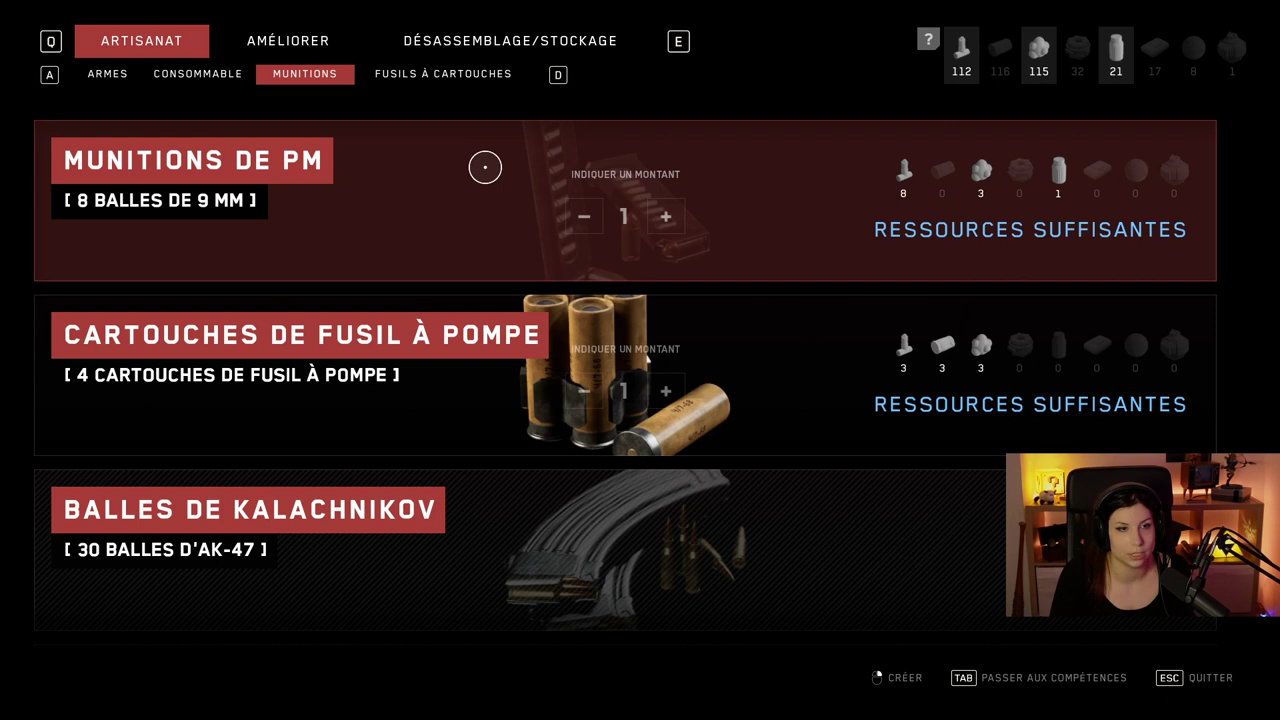 Q ARTISANAT AMÉLIORER DÉSASSEMBLAGE/STOCKAGE E
A ARMES CONSOMMABLE MUNITIONS FUSILS À CARTOUCHES D
?
112 116 115 32 21 17 8 1
MUNITIONS DE PM
[ 8 BALLES DE 9 MM ]
INDIQUER UN MONTANT
− 1 +
8 0 3 0 1 0 0 0
RESSOURCES SUFFISANTES
CARTOUCHES DE FUSIL À POMPE
[ 4 CARTOUCHES DE FUSIL À POMPE ]
INDIQUER UN MONTANT
− 1 +
3 3 3 0 0 0 0 0
RESSOURCES SUFFISANTES
BALLES DE KALACHNIKOV
[ 30 BALLES D'AK-47 ]
CRÉER TAB PASSER AUX COMPÉTENCES ESC QUITTER